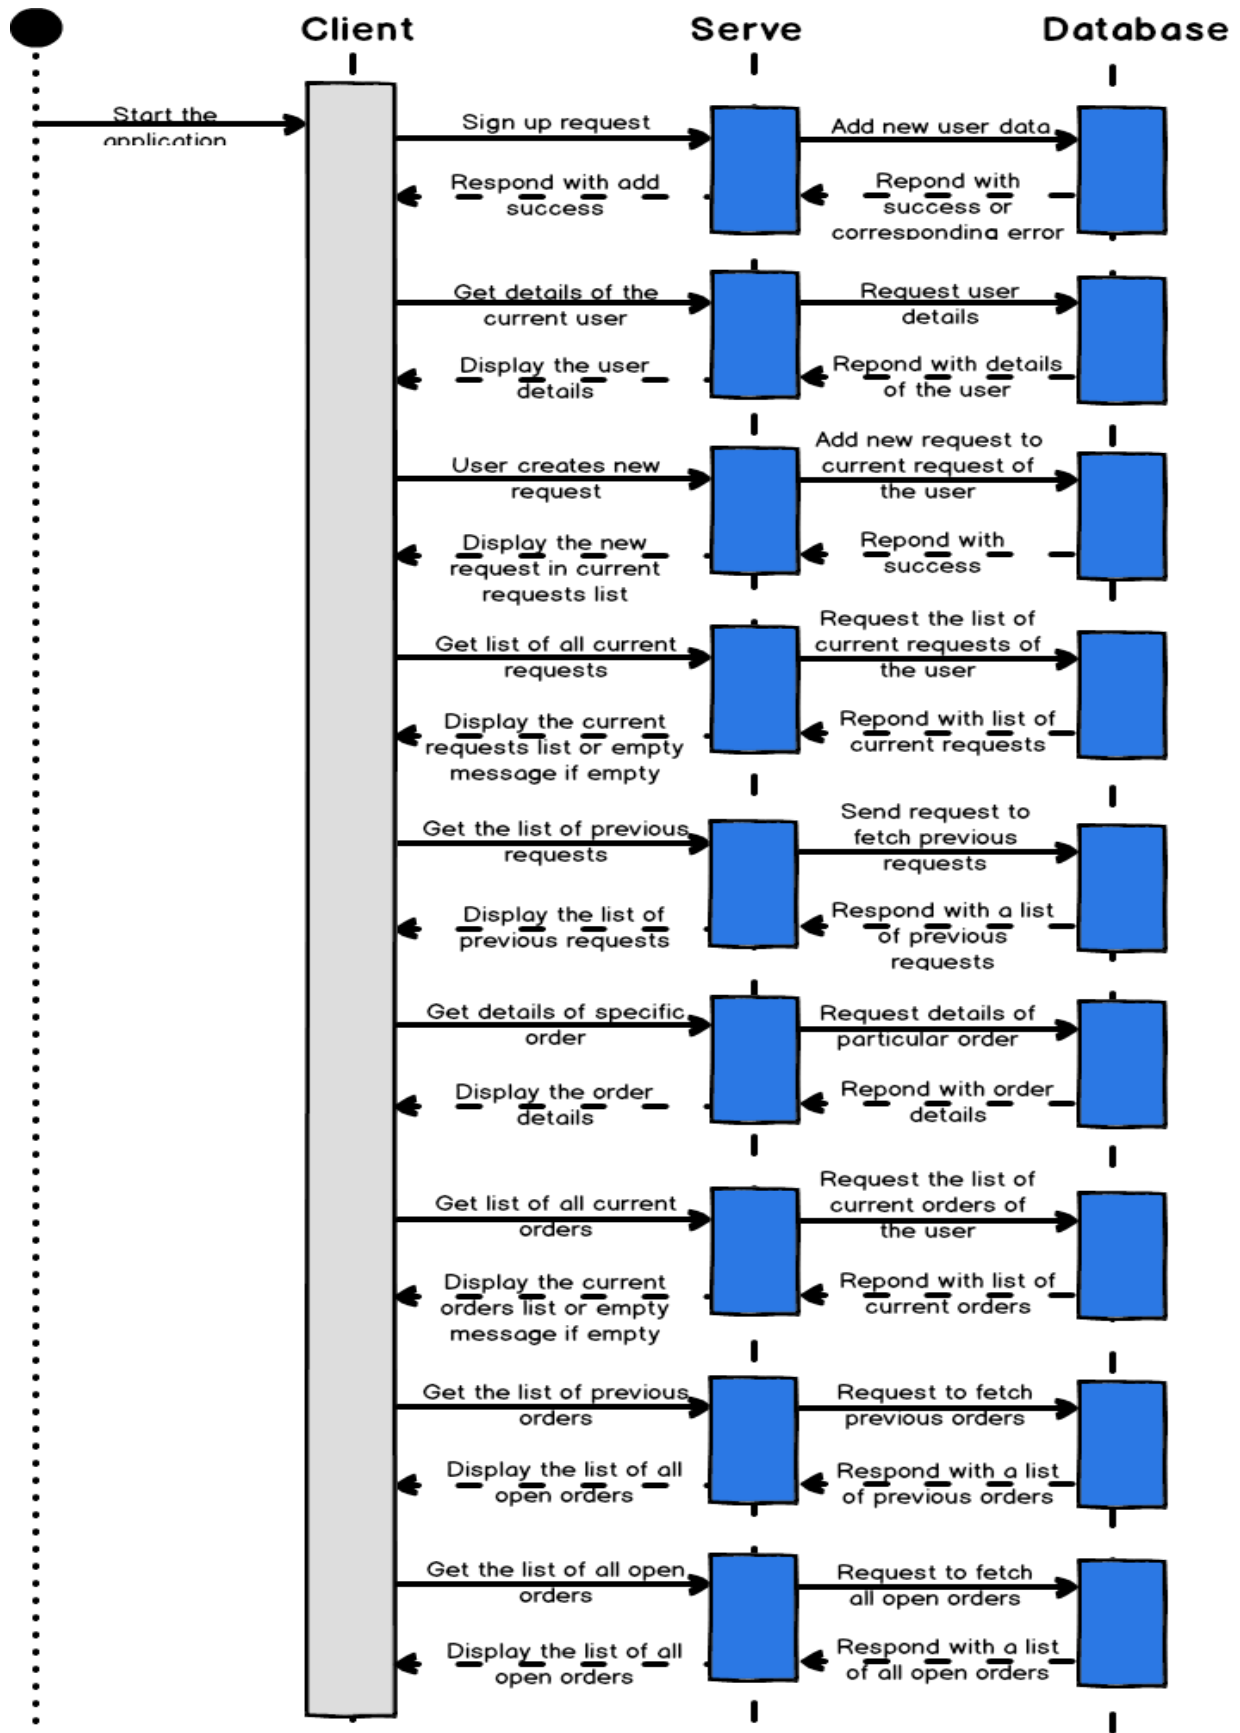 Client
Serve
Database
Start the
application
Sign up request
Add new user data
Respond with add
success
Repond with
success or
corresponding error
Get details of the
current user
Request user
details
Display the user
details
Repond with details
of the user
User creates new
request
Add new request to
current request of
the user
Display the new
request in current
requests list
Repond with
success
Get list of all current
requests
Request the list of
current requests of
the user
Display the current
requests list or empty
message if empty
Repond with list of
current requests
Get the list of previous
requests
Send request to
fetch previous
requests
Display the list of
previous requests
Respond with a list
of previous
requests
Get details of specific
order
Request details of
particular order
Display the order
details
Repond with order
details
Get list of all current
orders
Request the list of
current orders of
the user
Display the current
orders list or empty
message if empty
Repond with list of
current orders
Get the list of previous
orders
Request to fetch
previous orders
Display the list of all
open orders
Respond with a list
of previous orders
Get the list of all open
orders
Request to fetch
all open orders
Display the list of all
open orders
Respond with a list
of all open orders